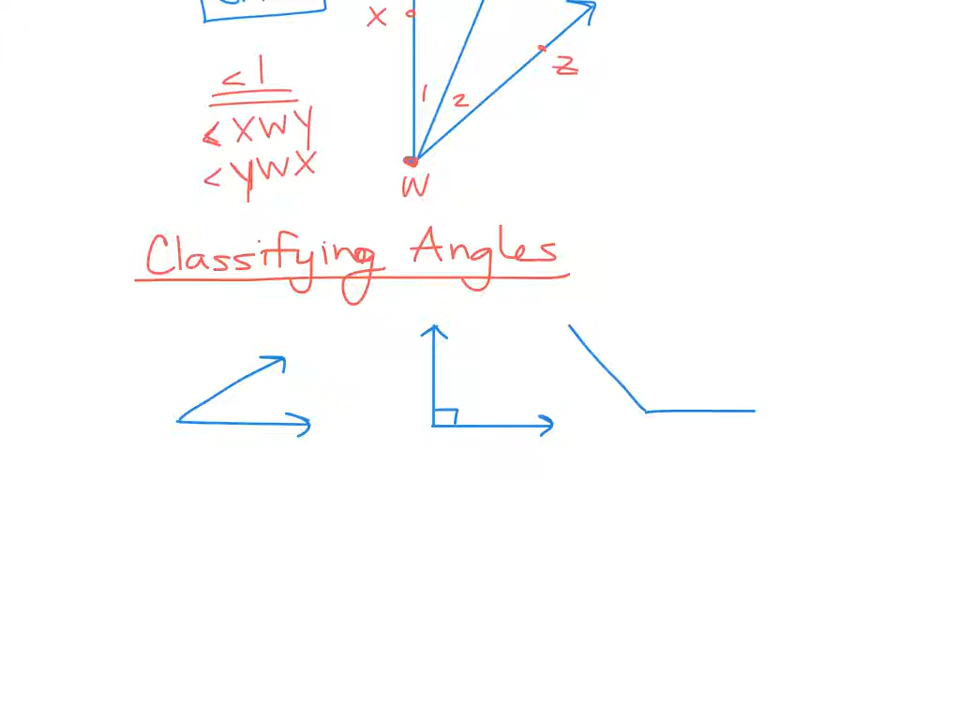 X
Z
<1
1 2
<XWY
<YWX
W
Classifying Angles